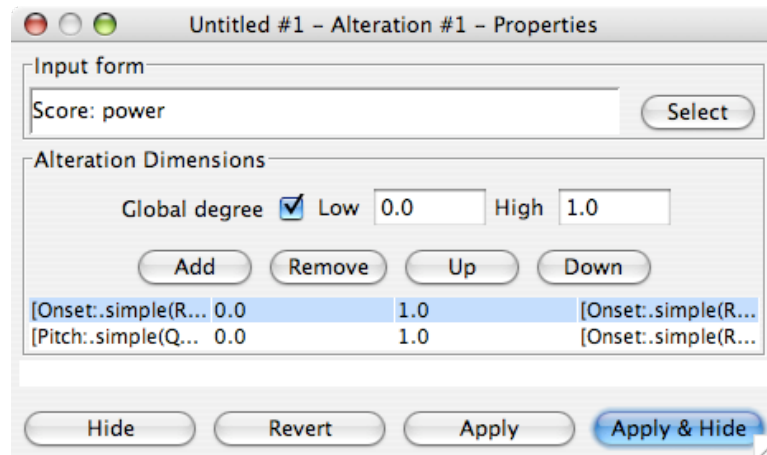 Untitled #1 – Alteration #1 – Properties
Input form
Score: power Select
Alteration Dimensions
Global degree Low 0.0 High 1.0
Add Remove Up Down
[Onset:.simple(R... 0.0 1.0 [Onset:.simple(R...
[Pitch:.simple(Q... 0.0 1.0 [Onset:.simple(R...
Hide Revert Apply Apply & Hide